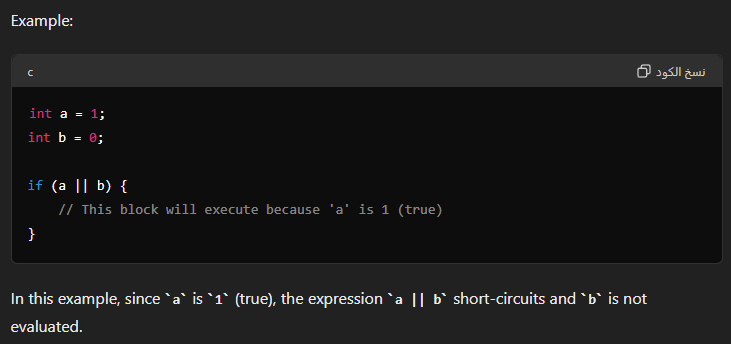 Example:
c
نسخ الكود
int a = 1;
int b = 0;
if (a || b) {
    // This block will execute because 'a' is 1 (true)
}
In this example, since `a` is `1` (true), the expression `a || b` short-circuits and `b` is not
evaluated.